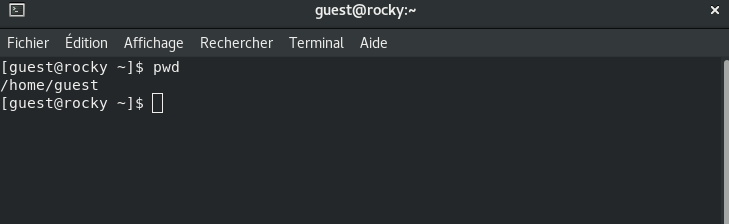 guest@rocky:~
Fichier Édition Affichage Rechercher Terminal Aide
[guest@rocky ~]$ pwd
/home/guest
[guest@rocky ~]$